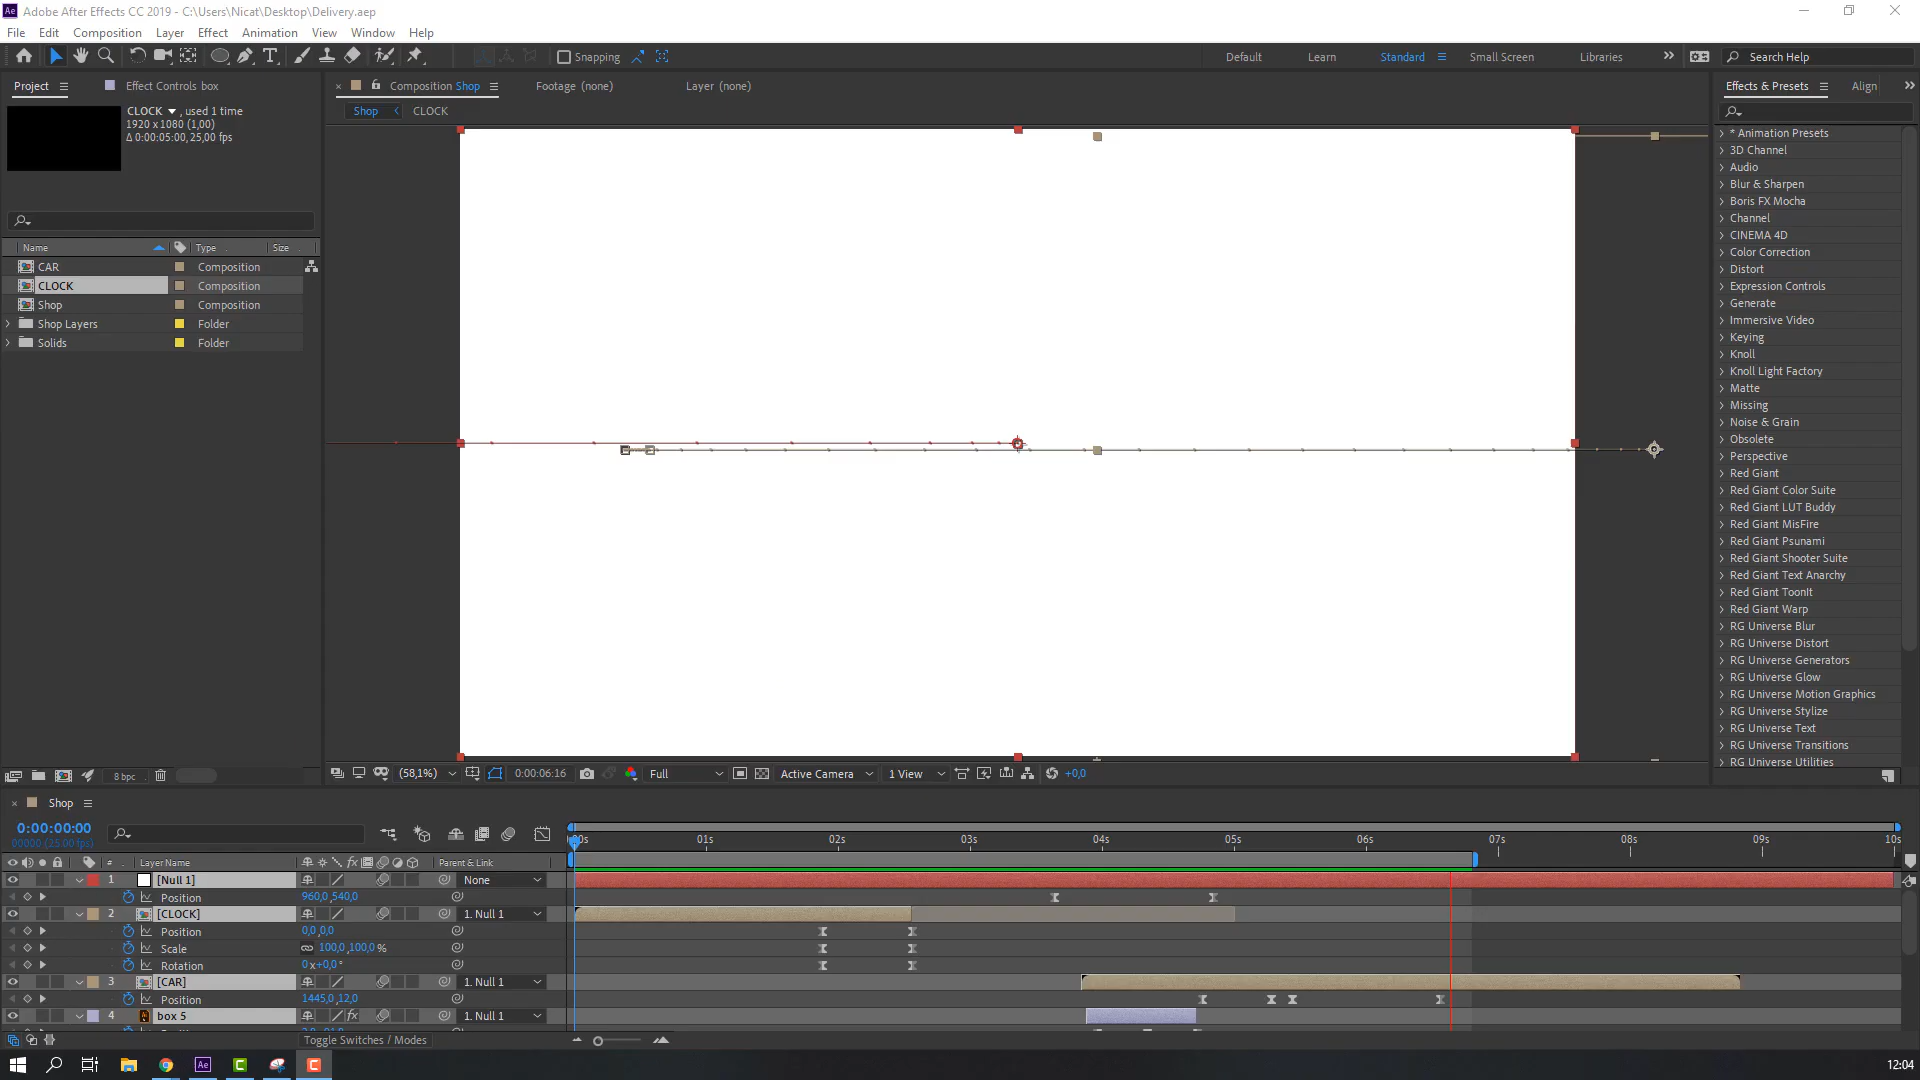 Adobe After Effects CC 2019 - C:\Users\Nicat\Desktop\Delivery.aep
File Edit Composition Layer Effect Animation View Window Help
Snapping
Default Learn Standard Small Screen Libraries Search Help
Project Effect Controls box
CLOCK , used 1 time
1920 x 1080 (1,00)
Δ 0:00:05:00, 25,00 fps
Name Type Size
CAR Composition
CLOCK Composition
Shop Composition
Shop Layers Folder
Solids Folder
8 bpc
Composition Shop Footage (none) Layer (none)
Shop CLOCK
(58,1%) 0:00:06:16 Full Active Camera 1 View +0,0
Effects & Presets Align
* Animation Presets
3D Channel
Audio
Blur & Sharpen
Boris FX Mocha
Channel
CINEMA 4D
Color Correction
Distort
Expression Controls
Generate
Immersive Video
Keying
Knoll
Knoll Light Factory
Matte
Missing
Noise & Grain
Obsolete
Perspective
Red Giant
Red Giant Color Suite
Red Giant LUT Buddy
Red Giant MisFire
Red Giant Psunami
Red Giant Shooter Suite
Red Giant Text Anarchy
Red Giant ToonIt
Red Giant Warp
RG Universe Blur
RG Universe Distort
RG Universe Generators
RG Universe Glow
RG Universe Motion Graphics
RG Universe Stylize
RG Universe Text
RG Universe Transitions
RG Universe Utilities
Shop
0:00:00:00
00000 (25.00 fps)
:00s 01s 02s 03s 04s 05s 06s 07s 08s 09s 10s
# Layer Name fx Parent & Link
1 [Null 1] None
Position 960,0,540,0
2 [CLOCK] 1. Null 1
Position 0,0,0,0
Scale 100,0,100,0 %
Rotation 0x+0,0°
3 [CAR] 1. Null 1
Position 1445,0,12,0
4 box 5 fx 1. Null 1
Toggle Switches / Modes
Ae
12:04